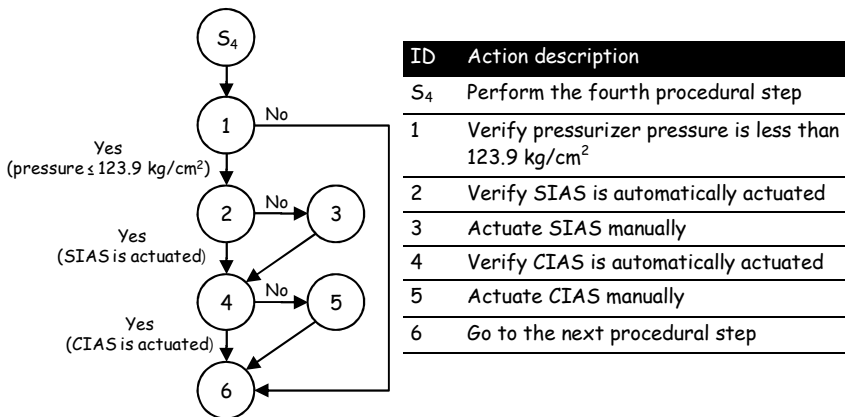 S₄
1
No
Yes
(pressure ≤ 123.9 kg/cm²)
2
No
3
Yes
(SIAS is actuated)
4
No
5
Yes
(CIAS is actuated)
6
ID Action description
S₄ Perform the fourth procedural step
1 Verify pressurizer pressure is less than
123.9 kg/cm²
2 Verify SIAS is automatically actuated
3 Actuate SIAS manually
4 Verify CIAS is automatically actuated
5 Actuate CIAS manually
6 Go to the next procedural step